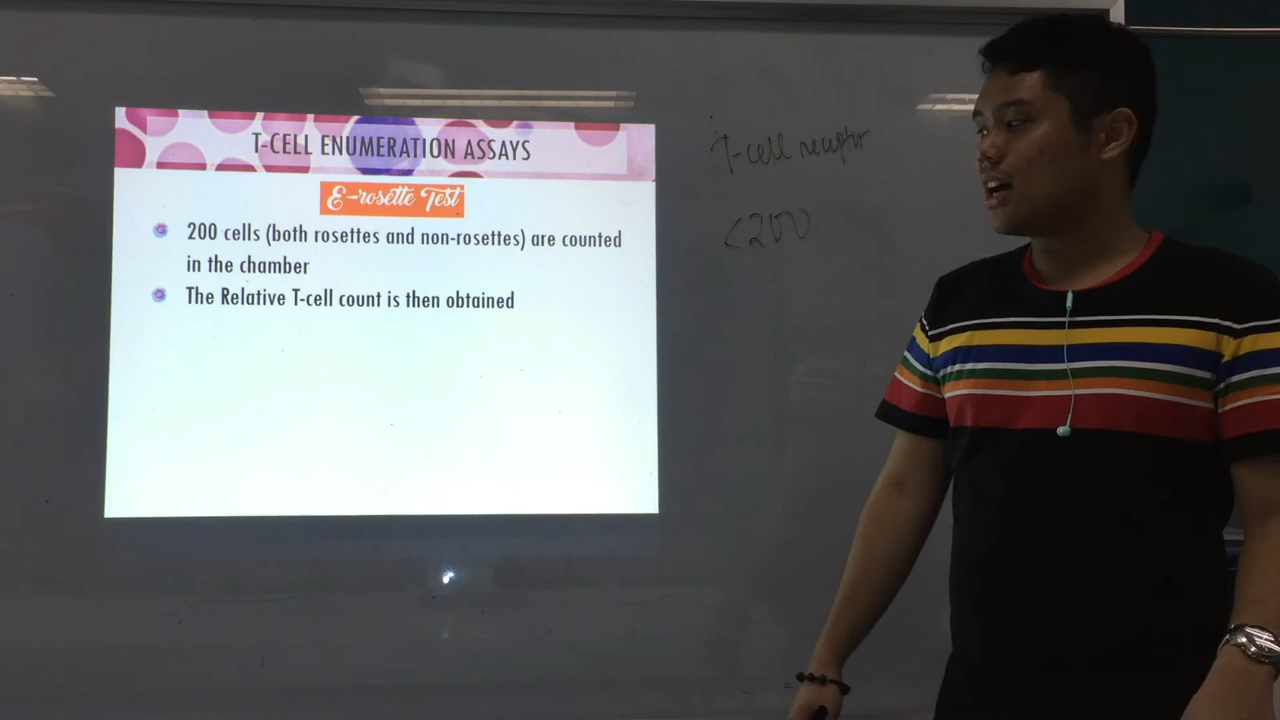 T-CELL ENUMERATION ASSAYS
E-rosette Test
200 cells (both rosettes and non-rosettes) are counted
in the chamber
The Relative T-cell count is then obtained
T-cell receptor
<200